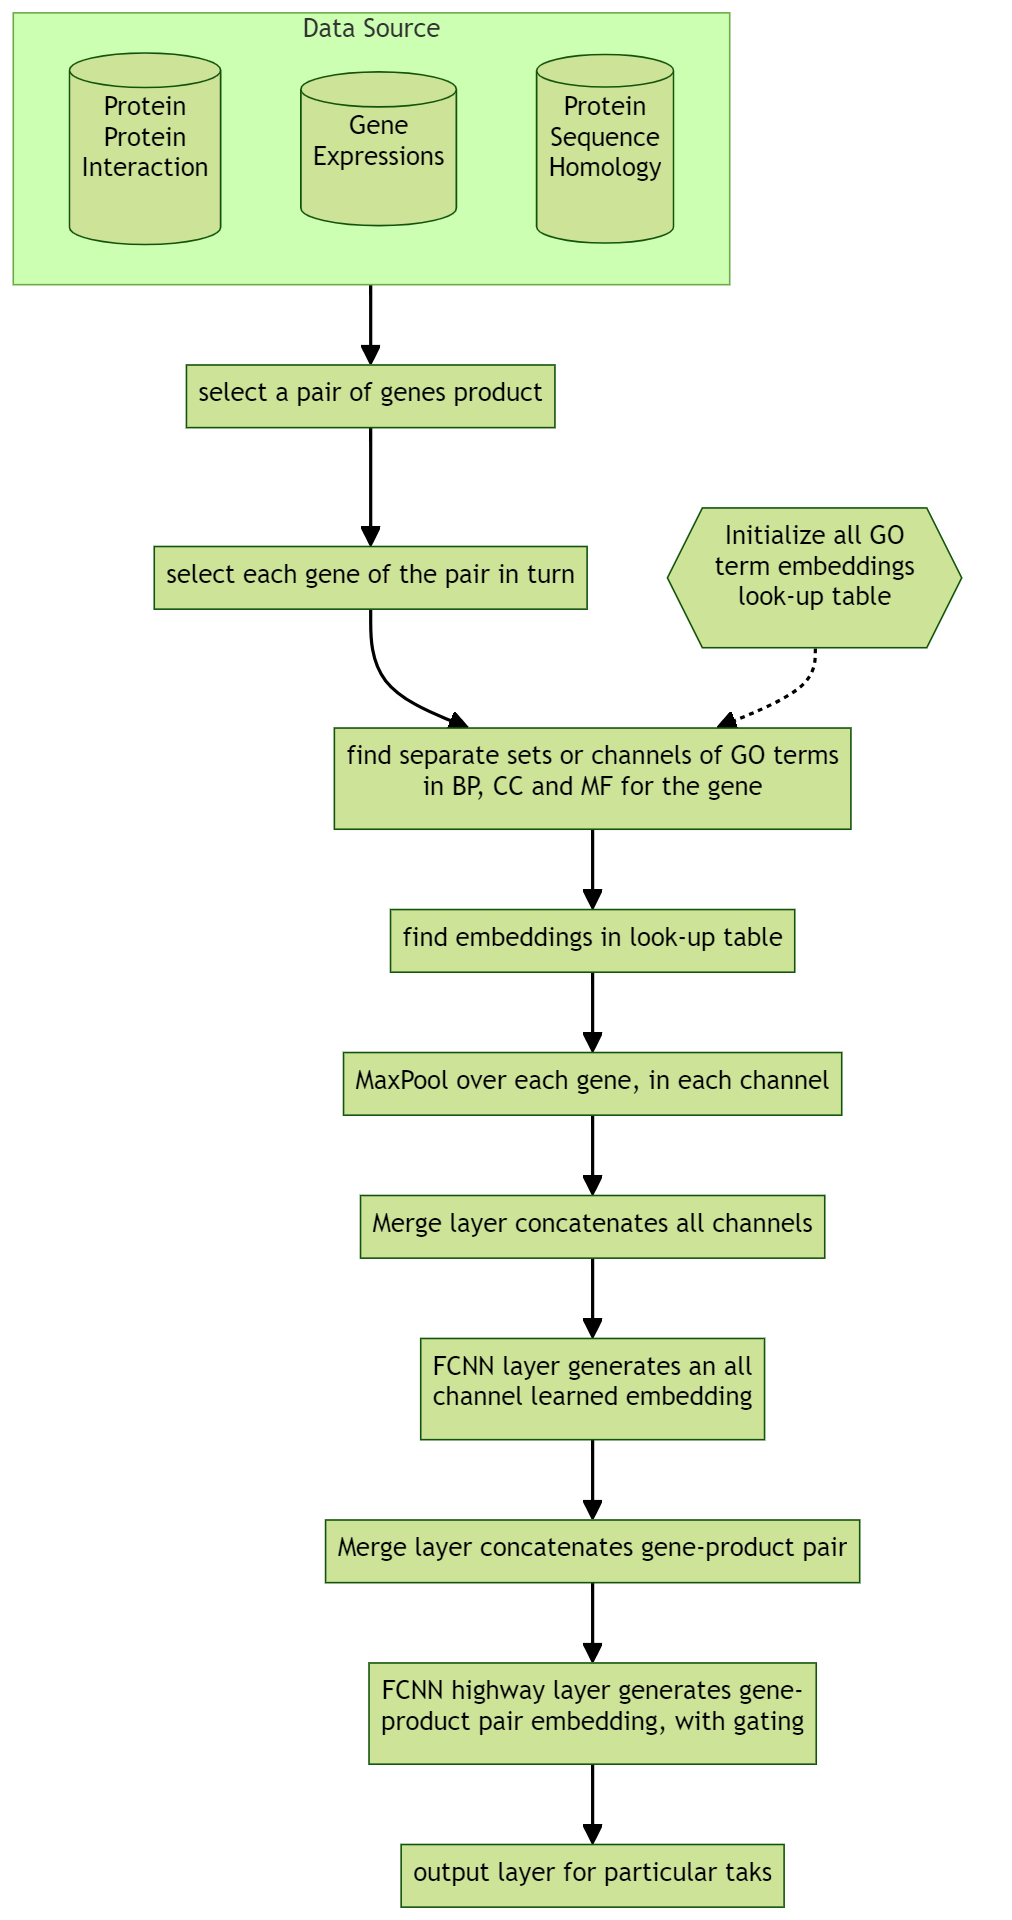 Data Source
Protein
Protein
Interaction
Gene
Expressions
Protein
Sequence
Homology
select a pair of genes product
select each gene of the pair in turn
Initialize all GO
term embeddings
look-up table
find separate sets or channels of GO terms
in BP, CC and MF for the gene
find embeddings in look-up table
MaxPool over each gene, in each channel
Merge layer concatenates all channels
FCNN layer generates an all
channel learned embedding
Merge layer concatenates gene-product pair
FCNN highway layer generates gene-
product pair embedding, with gating
output layer for particular taks